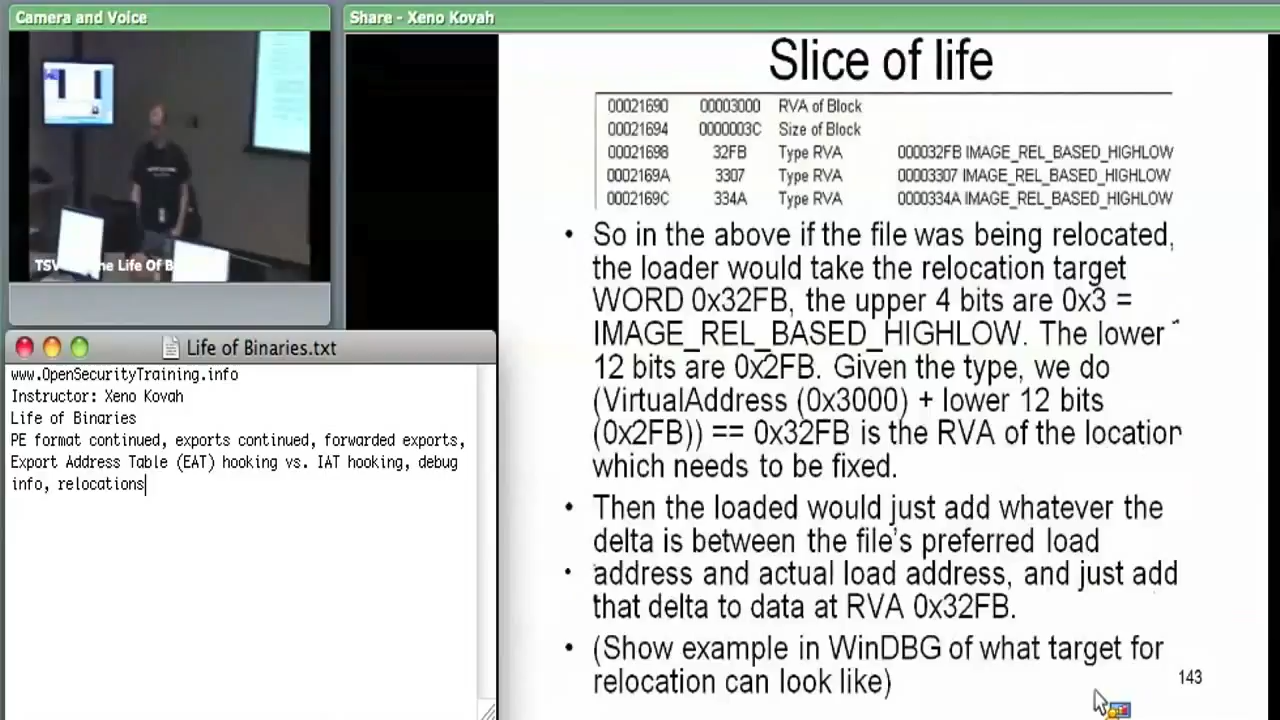 Camera and Voice
Share - Xeno Kovah
Slice of life
00021690 00003000 RVA of Block
00021694 0000003C Size of Block
00021698 32FB Type RVA 000032FB IMAGE_REL_BASED_HIGHLOW
0002169A 3307 Type RVA 00003307 IMAGE_REL_BASED_HIGHLOW
0002169C 334A Type RVA 0000334A IMAGE_REL_BASED_HIGHLOW
• So in the above if the file was being relocated,
the loader would take the relocation target
WORD 0x32FB, the upper 4 bits are 0x3 =
IMAGE_REL_BASED_HIGHLOW. The lower
12 bits are 0x2FB. Given the type, we do
(VirtualAddress (0x3000) + lower 12 bits
(0x2FB)) == 0x32FB is the RVA of the location
which needs to be fixed.
• Then the loaded would just add whatever the
delta is between the file's preferred load
• address and actual load address, and just add
that delta to data at RVA 0x32FB.
• (Show example in WinDBG of what target for
relocation can look like)
143
Life of Binaries.txt
www.OpenSecurityTraining.info
Instructor: Xeno Kovah
Life of Binaries
PE format continued, exports continued, forwarded exports,
Export Address Table (EAT) hooking vs. IAT hooking, debug
info, relocations